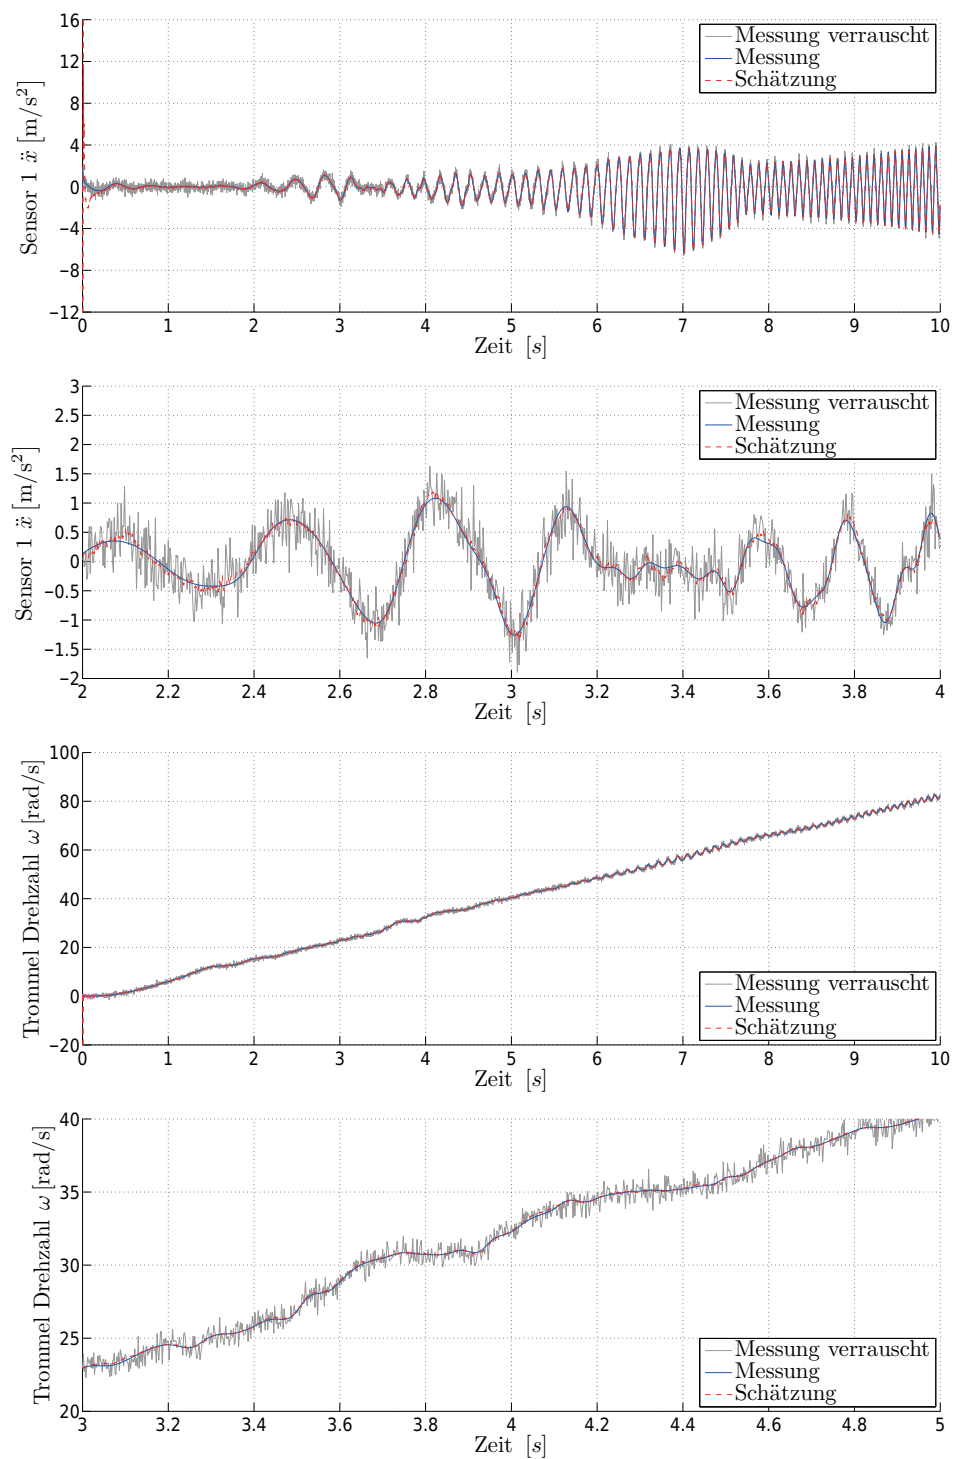 16
12
8
4
0
−4
−8
−12
Sensor 1 ẍ [m/s²]
Messung verrauscht
Messung
Schätzung
0 1 2 3 4 5 6 7 8 9 10
Zeit [s]
3
2.5
2
1.5
1
0.5
0
−0.5
−1
−1.5
−2
Sensor 1 ẍ [m/s²]
Messung verrauscht
Messung
Schätzung
2 2.2 2.4 2.6 2.8 3 3.2 3.4 3.6 3.8 4
Zeit [s]
100
80
60
40
20
0
−20
Trommel Drehzahl ω [rad/s]
Messung verrauscht
Messung
Schätzung
0 1 2 3 4 5 6 7 8 9 10
Zeit [s]
40
35
30
25
20
Trommel Drehzahl ω [rad/s]
Messung verrauscht
Messung
Schätzung
3 3.2 3.4 3.6 3.8 4 4.2 4.4 4.6 4.8 5
Zeit [s]